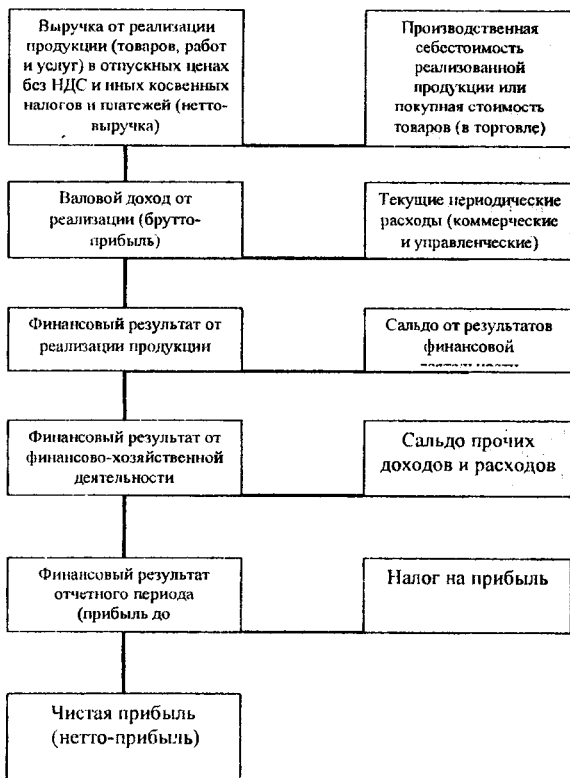 Выручка от реализации
продукции (товаров, работ
и услуг) в отпускных ценах
без НДС и иных косвенных
налогов и платежей (нетто-
выручка)
Производственная
себестоимость
реализованной
продукции или
покупная стоимость
товаров (в торговле)
Валовой доход от
реализации (брутто-
прибыль)
Текущие периодические
расходы (коммерческие
и управленческие)
Финансовый результат от
реализации продукции
Сальдо от результатов
финансовой
Финансовый результат от
финансово-хозяйственной
деятельности
Сальдо прочих
доходов и расходов
Финансовый результат
отчетного периода
(прибыль до
Налог на прибыль
Чистая прибыль
(нетто-прибыль)